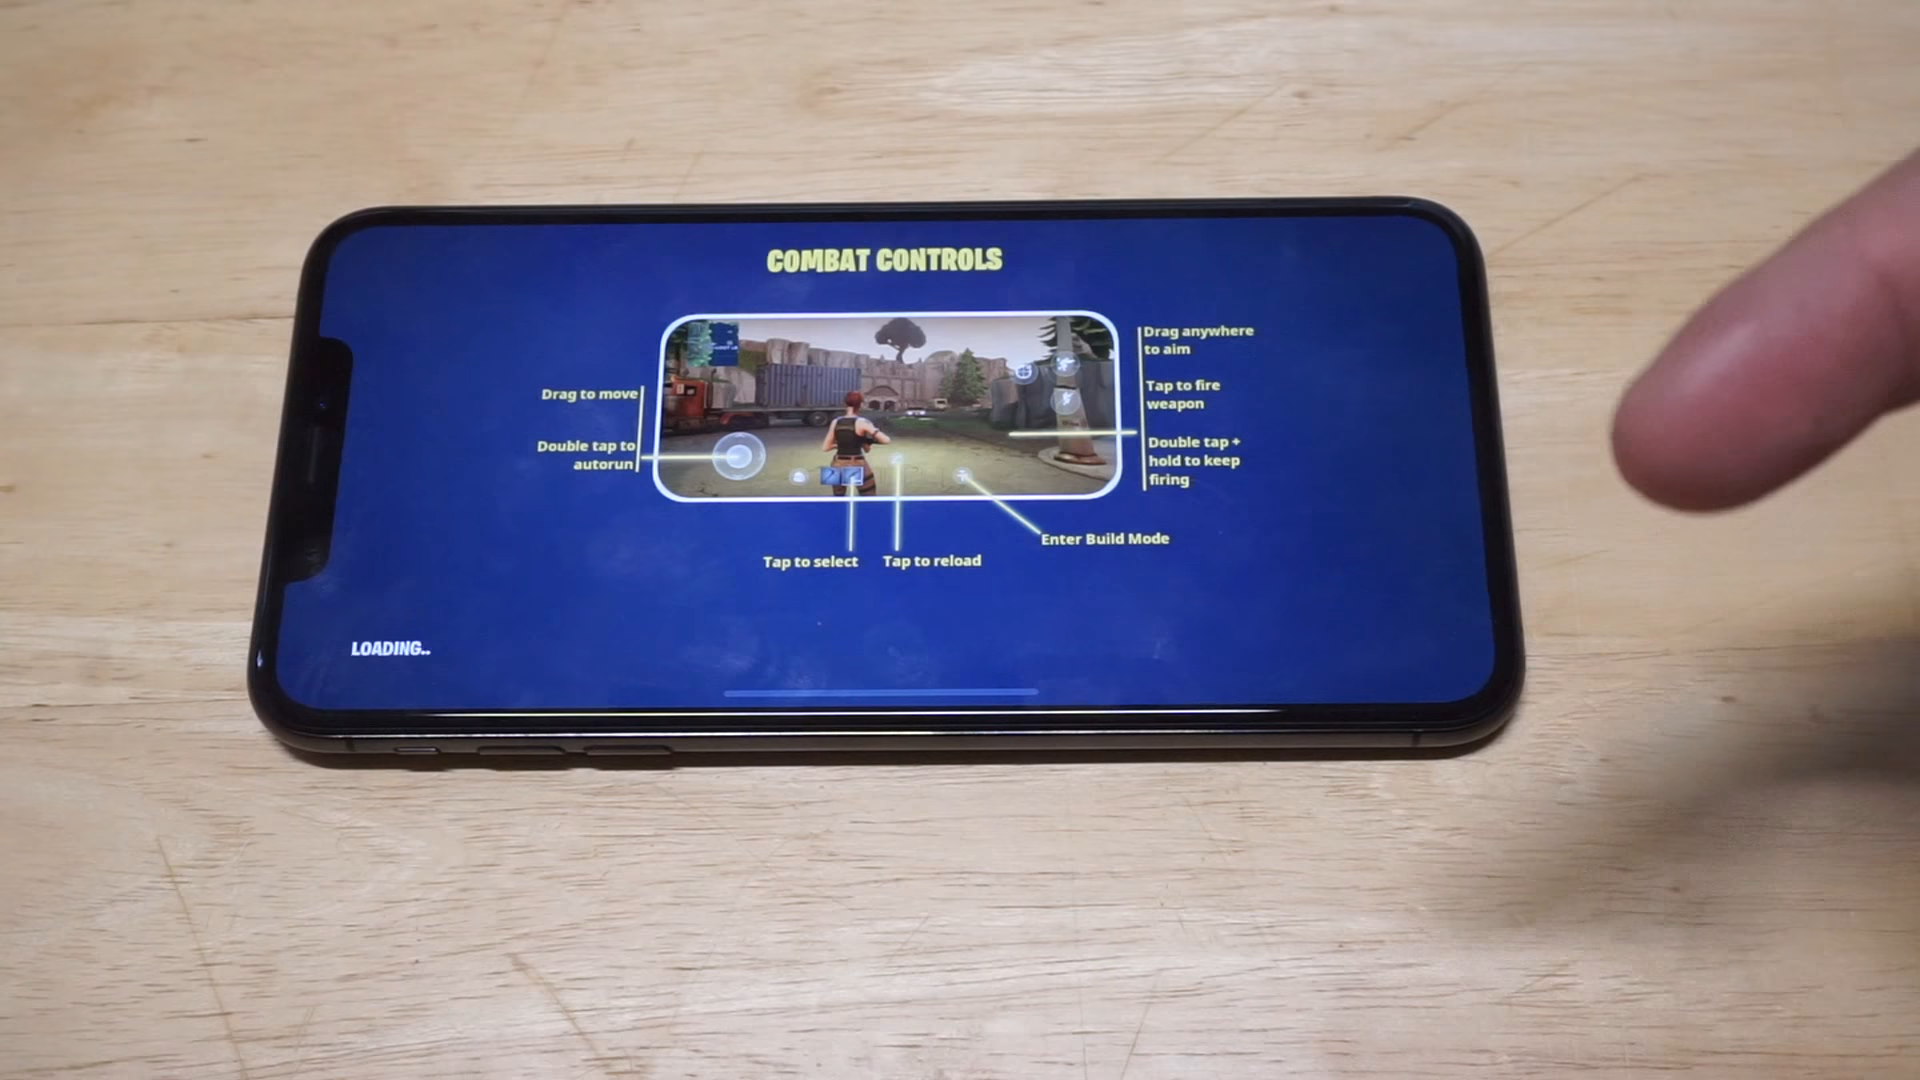 COMBAT CONTROLS
Drag anywhere
to aim
Drag to move
Tap to fire
weapon
Double tap to
autorun
Double tap +
hold to keep
firing
Enter Build Mode
Tap to select
Tap to reload
LOADING..